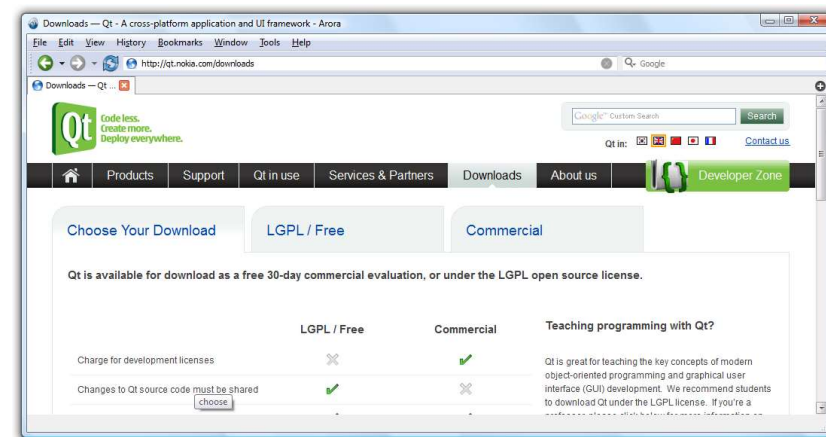 Downloads — Qt - A cross-platform application and UI framework - Arora
File Edit View History Bookmarks Window Tools Help
http://qt.nokia.com/downloads
Google
Downloads — Qt ...
Qt
Code less.
Create more.
Deploy everywhere.
Google™ Custom Search
Search
Qt in:
Contact us
Products Support Qt in use Services & Partners Downloads About us Developer Zone
Choose Your Download LGPL / Free Commercial
Qt is available for download as a free 30-day commercial evaluation, or under the LGPL open source license.
LGPL / Free Commercial
Charge for development licenses
Changes to Qt source code must be shared
choose
Teaching programming with Qt?
Qt is great for teaching the key concepts of modern
object-oriented programming and graphical user
interface (GUI) development. We recommend students
to download Qt under the LGPL license. If you're a